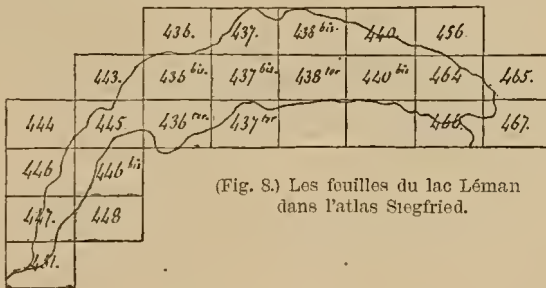 436. 437. 438 bis. 440. 456.
443. 436 bis. 437 bis. 438 ter 440 bis 464 465.
444 445. 436 ter. 437 ter 466. 467.
446 446 bis
447. 448
451.
(Fig. 8.) Les fouilles du lac Léman
dans l'atlas Siegfried.